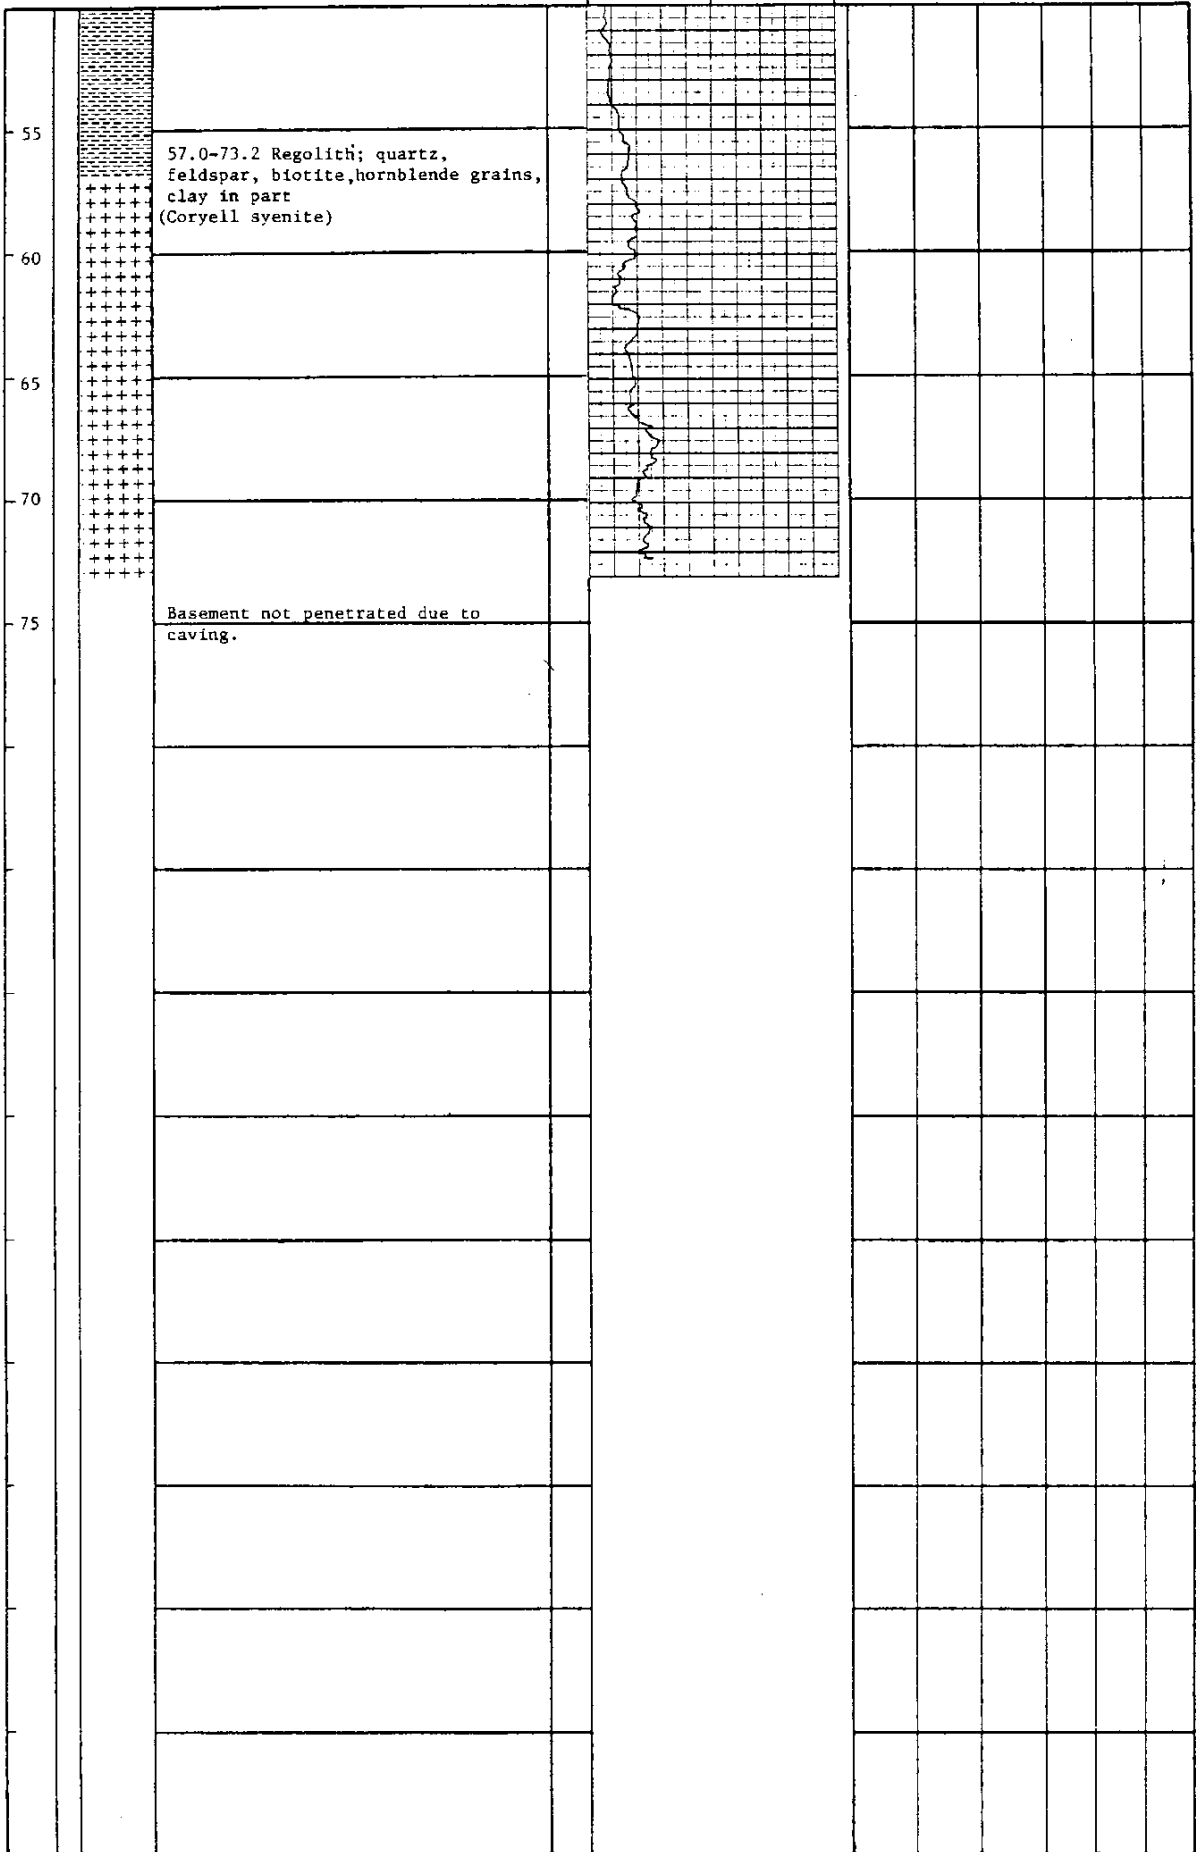 55
57.0-73.2 Regolith; quartz,
feldspar, biotite,hornblende grains,
clay in part
(Coryell syenite)
60
65
70
75
Basement not penetrated due to
caving.